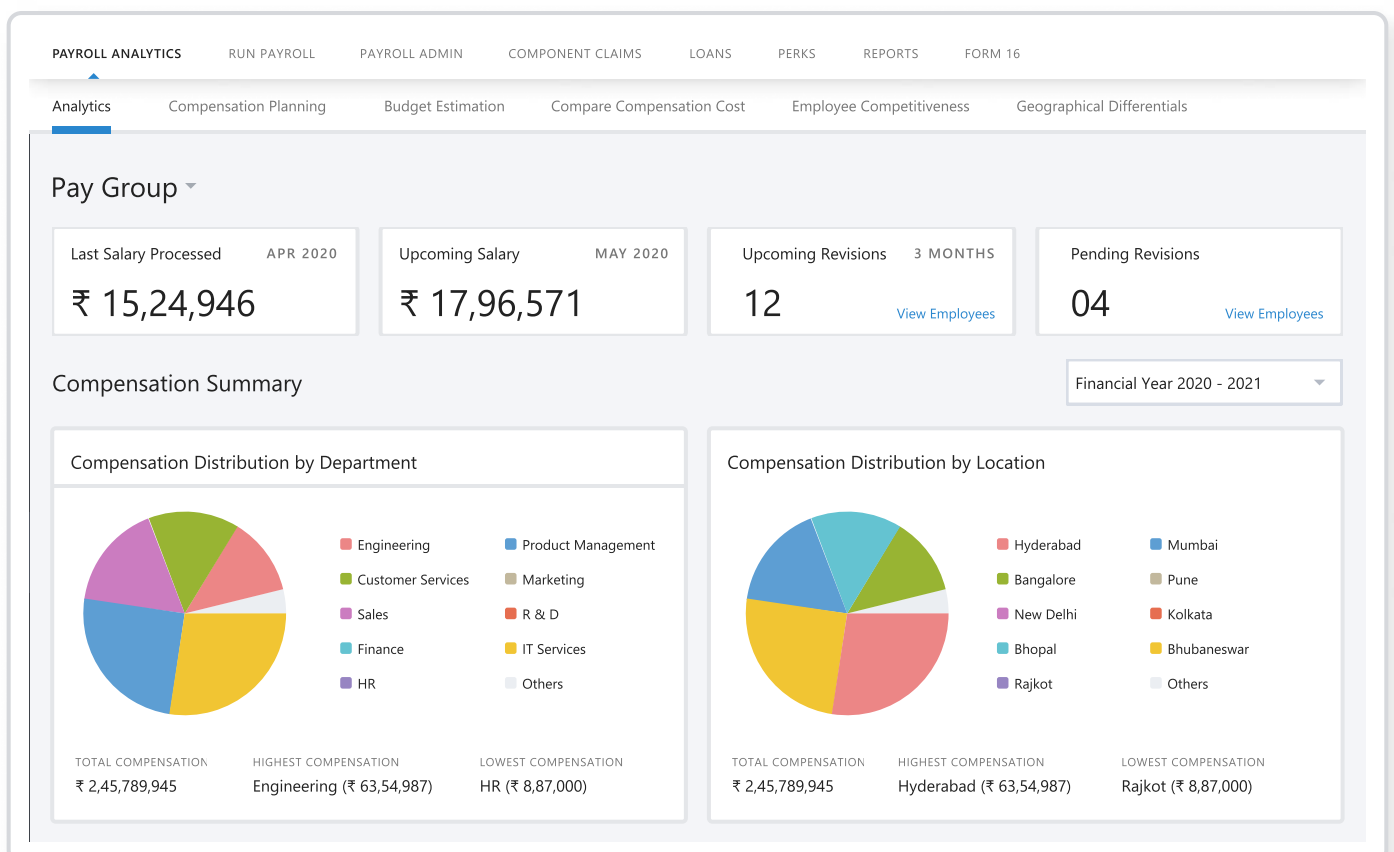 PAYROLL ANALYTICS RUN PAYROLL PAYROLL ADMIN COMPONENT CLAIMS LOANS PERKS REPORTS FORM 16
Analytics Compensation Planning Budget Estimation Compare Compensation Cost Employee Competitiveness Geographical Differentials
Pay Group
Last Salary Processed APR 2020
₹ 15,24,946
Upcoming Salary MAY 2020
₹ 17,96,571
Upcoming Revisions 3 MONTHS
12 View Employees
Pending Revisions
04 View Employees
Compensation Summary
Financial Year 2020 - 2021
Compensation Distribution by Department
Engineering Product Management
Customer Services Marketing
Sales R & D
Finance IT Services
HR Others
TOTAL COMPENSATION HIGHEST COMPENSATION LOWEST COMPENSATION
₹ 2,45,789,945 Engineering (₹ 63,54,987) HR (₹ 8,87,000)
Compensation Distribution by Location
Hyderabad Mumbai
Bangalore Pune
New Delhi Kolkata
Bhopal Bhubaneswar
Rajkot Others
TOTAL COMPENSATION HIGHEST COMPENSATION LOWEST COMPENSATION
₹ 2,45,789,945 Hyderabad (₹ 63,54,987) Rajkot (₹ 8,87,000)